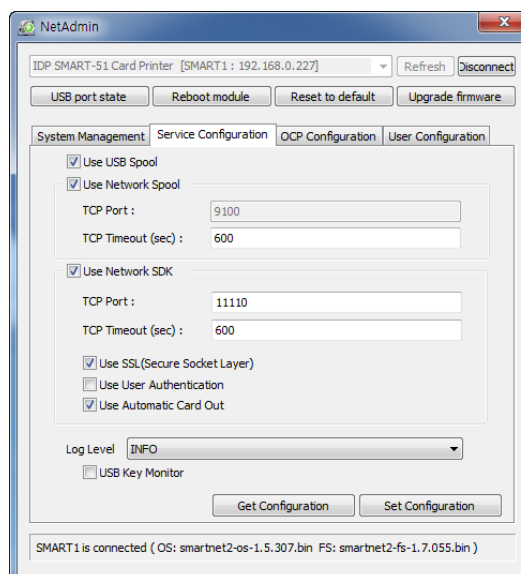 NetAdmin
IDP SMART-51 Card Printer [SMART1 : 192.168.0.227] Refresh Disconnect
USB port state Reboot module Reset to default Upgrade firmware
System Management Service Configuration OCP Configuration User Configuration
Use USB Spool
Use Network Spool
TCP Port : 9100
TCP Timeout (sec) : 600
Use Network SDK
TCP Port : 11110
TCP Timeout (sec) : 600
Use SSL(Secure Socket Layer)
Use User Authentication
Use Automatic Card Out
Log Level INFO
USB Key Monitor
Get Configuration Set Configuration
SMART1 is connected ( OS: smartnet2-os-1.5.307.bin FS: smartnet2-fs-1.7.055.bin )